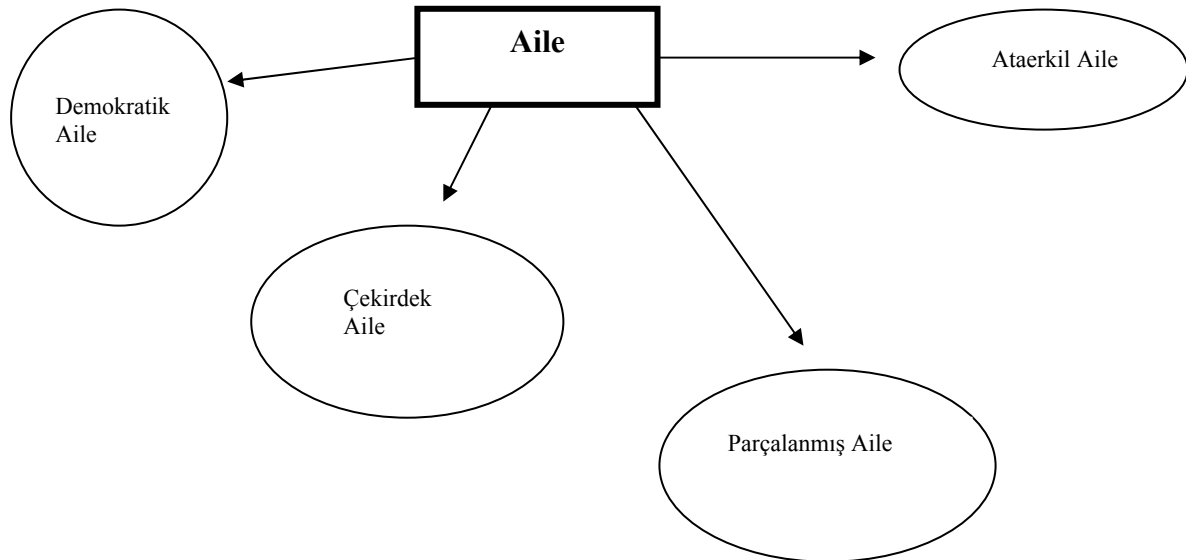 Aile
Ataerkil Aile
Demokratik
Aile
Çekirdek
Aile
Parçalanmış Aile